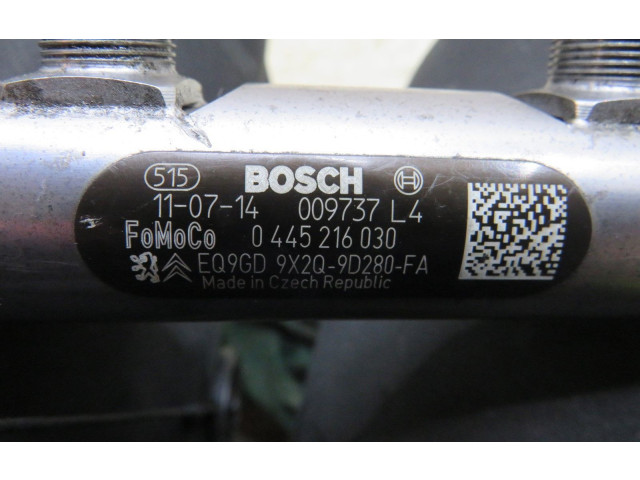 515 BOSCH
11-07-14 009737 L4
FoMoCo 0 445 216 030
EQ9GD 9X2Q-9D280-FA
Made in Czech Republic